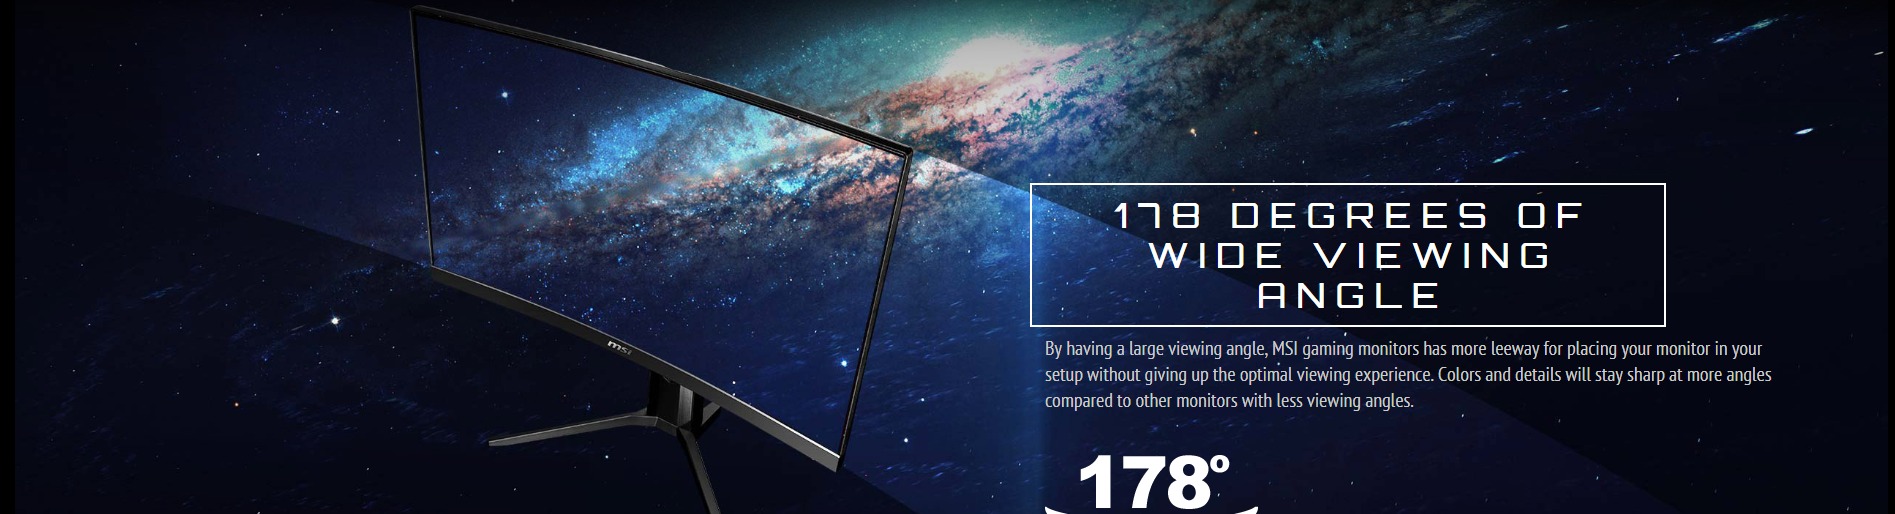 178 DEGREES OF
WIDE VIEWING
ANGLE
By having a large viewing angle, MSI gaming monitors has more leeway for placing your monitor in your
setup without giving up the optimal viewing experience. Colors and details will stay sharp at more angles
compared to other monitors with less viewing angles.
msi
178°